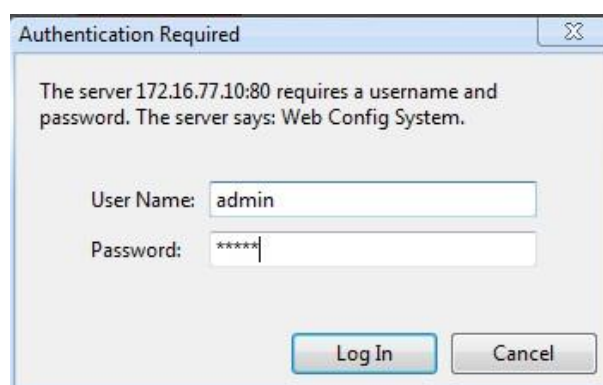 Authentication Required
The server 172.16.77.10:80 requires a username and
password. The server says: Web Config System.
User Name: admin
Password: *****
Log In Cancel